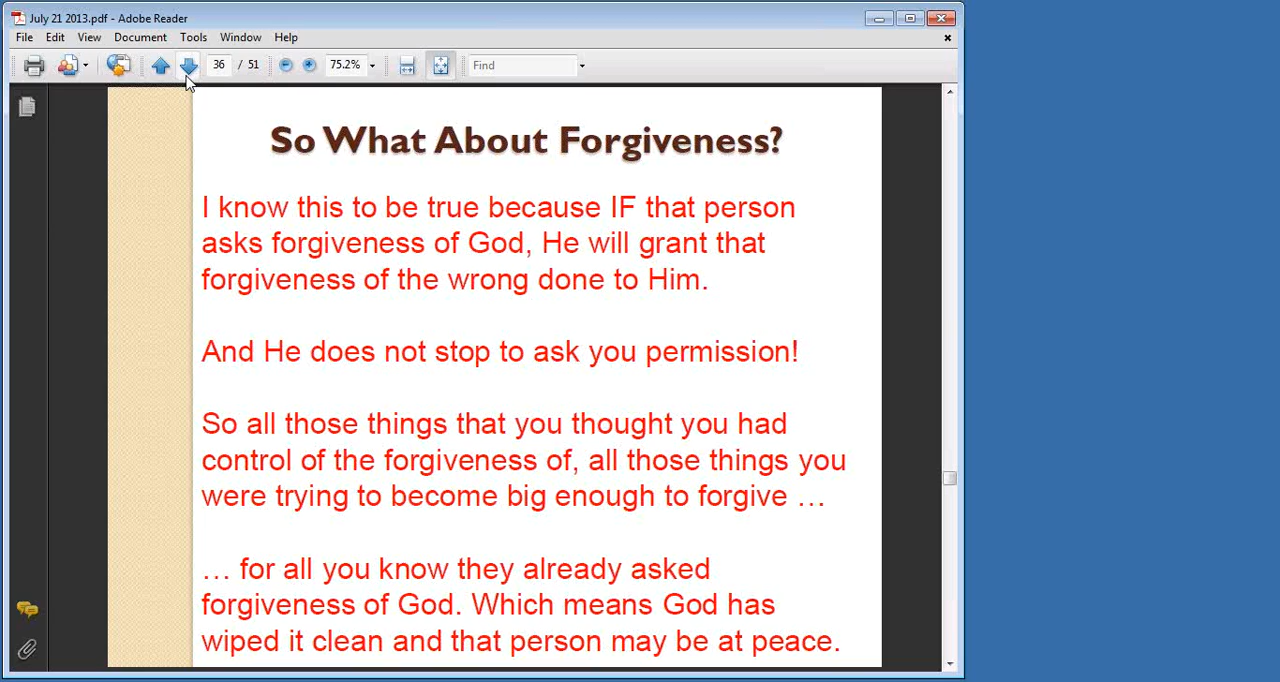 July 21 2013.pdf - Adobe Reader
File Edit View Document Tools Window Help
36 / 51 75.2% Find
So What About Forgiveness?
I know this to be true because IF that person
asks forgiveness of God, He will grant that
forgiveness of the wrong done to Him.
And He does not stop to ask you permission!
So all those things that you thought you had
control of the forgiveness of, all those things you
were trying to become big enough to forgive …
… for all you know they already asked
forgiveness of God. Which means God has
wiped it clean and that person may be at peace.